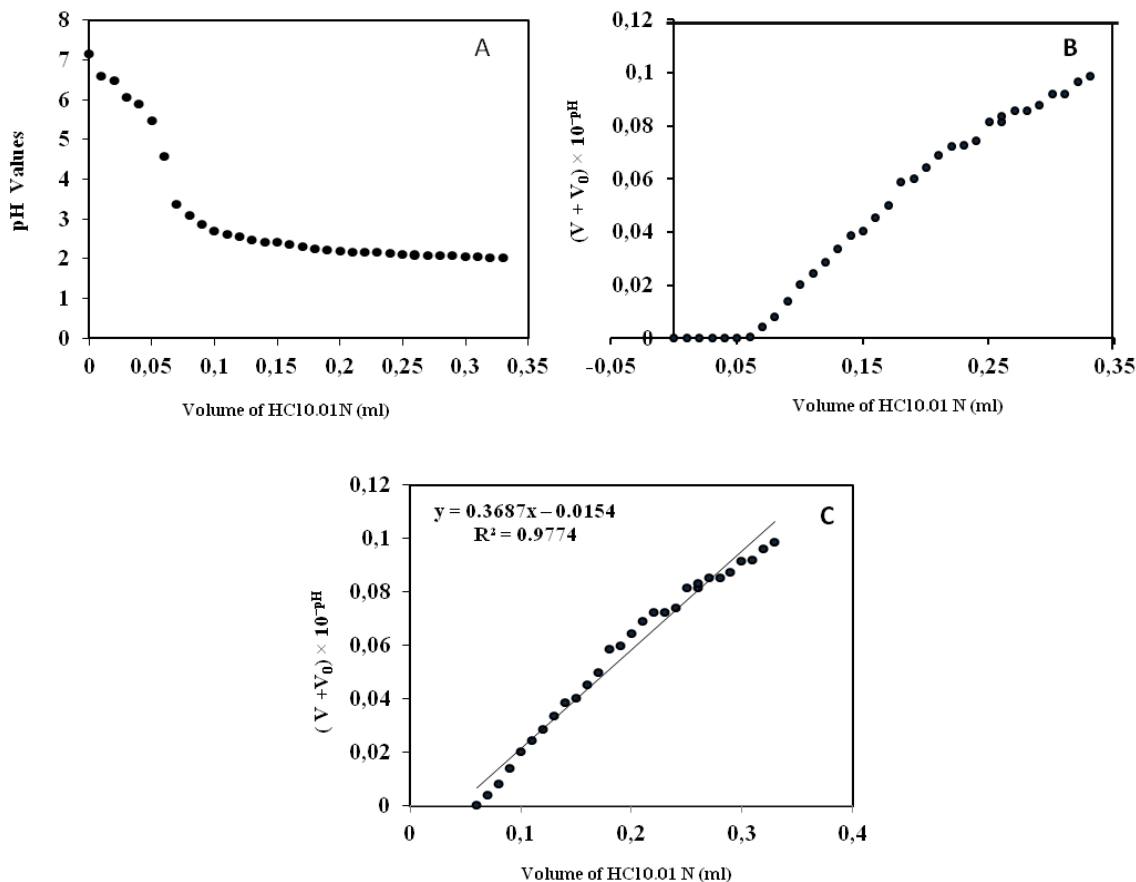 A
pH Values
8
7
6
5
4
3
2
1
0
0 0,05 0,1 0,15 0,2 0,25 0,3 0,35
Volume of HCl0.01N (ml)
B
(V + V₀) × 10⁻ᵖᴴ
0,12
0,1
0,08
0,06
0,04
0,02
0
-0,05 0,05 0,15 0,25 0,35
Volume of HCl0.01 N (ml)
C
y = 0.3687x – 0.0154
R² = 0.9774
( V +V₀) × 10⁻ᵖᴴ
0,12
0,1
0,08
0,06
0,04
0,02
0
0 0,1 0,2 0,3 0,4
Volume of HCl0.01 N (ml)